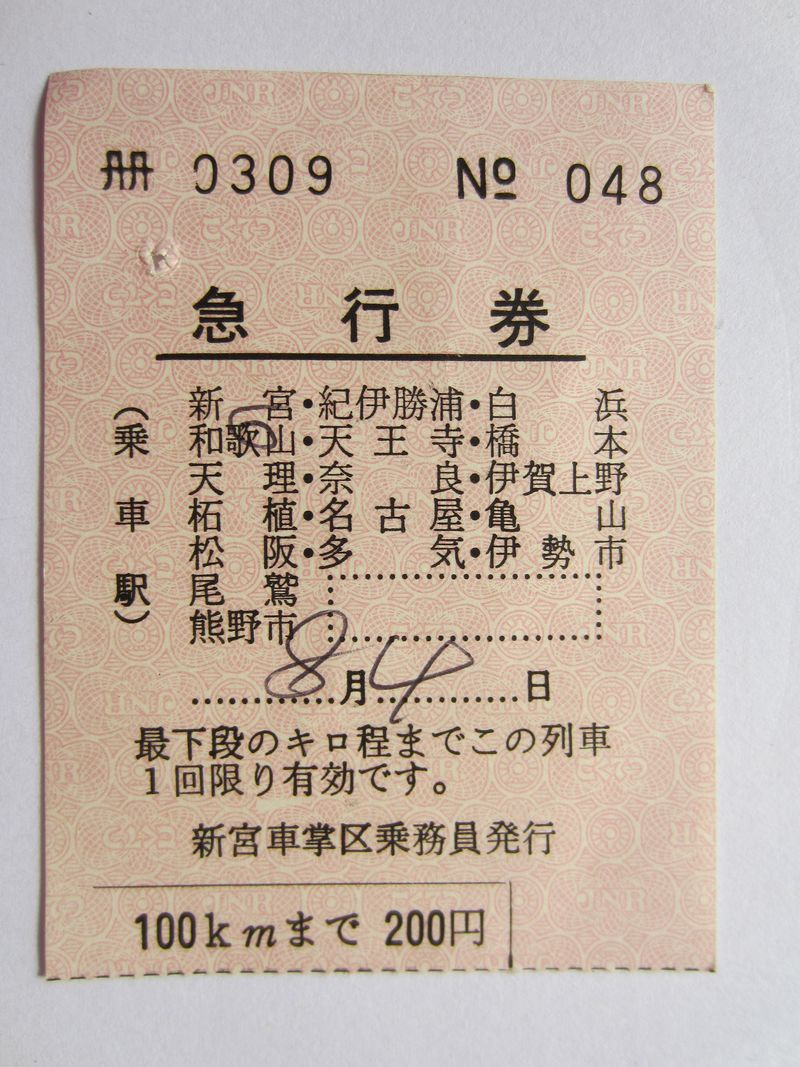 冊 0309 No 048
急行券
(乗車駅)
新宮・紀伊勝浦・白浜
和歌山・天王寺・橋本
天理・奈良・伊賀上野
柘植・名古屋・亀山
松阪・多気・伊勢市
尾鷲
熊野市
8月4日
最下段のキロ程までこの列車
1回限り有効です。
新宮車掌区乗務員発行
100kmまで 200円